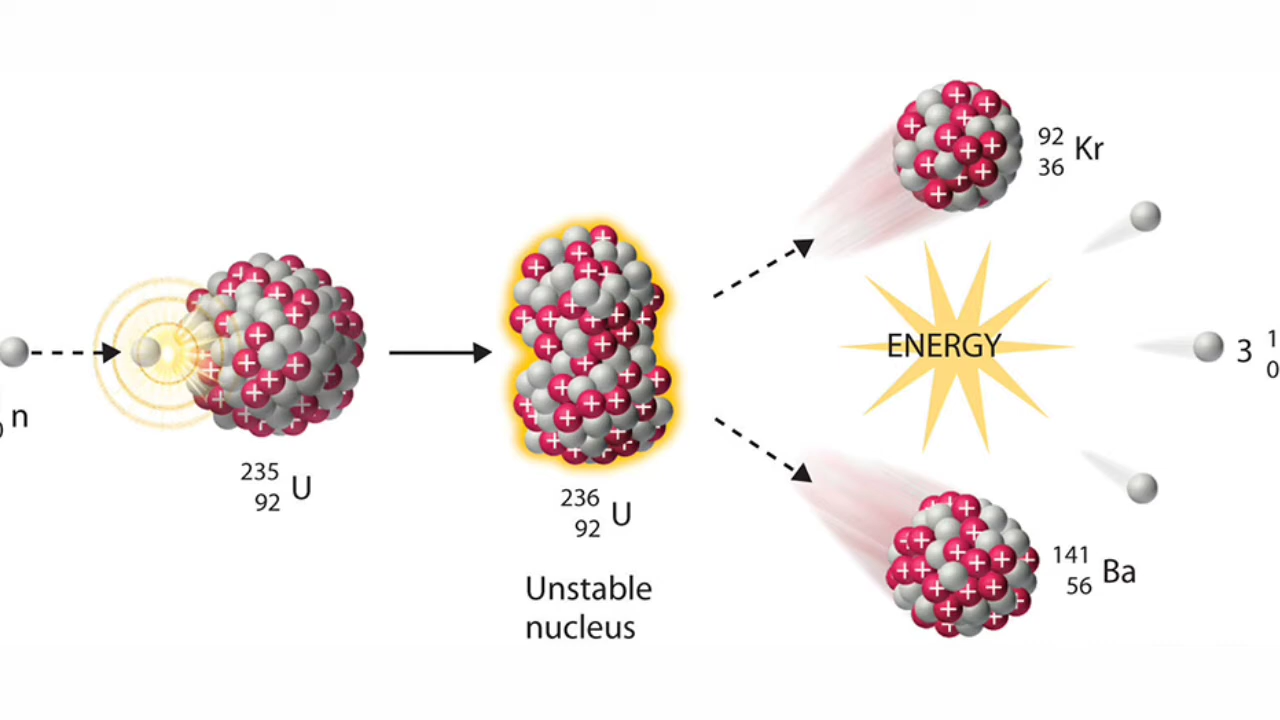 n
235
92 U
236
92 U
Unstable
nucleus
92
36 Kr
ENERGY
3 1
0
141
56 Ba